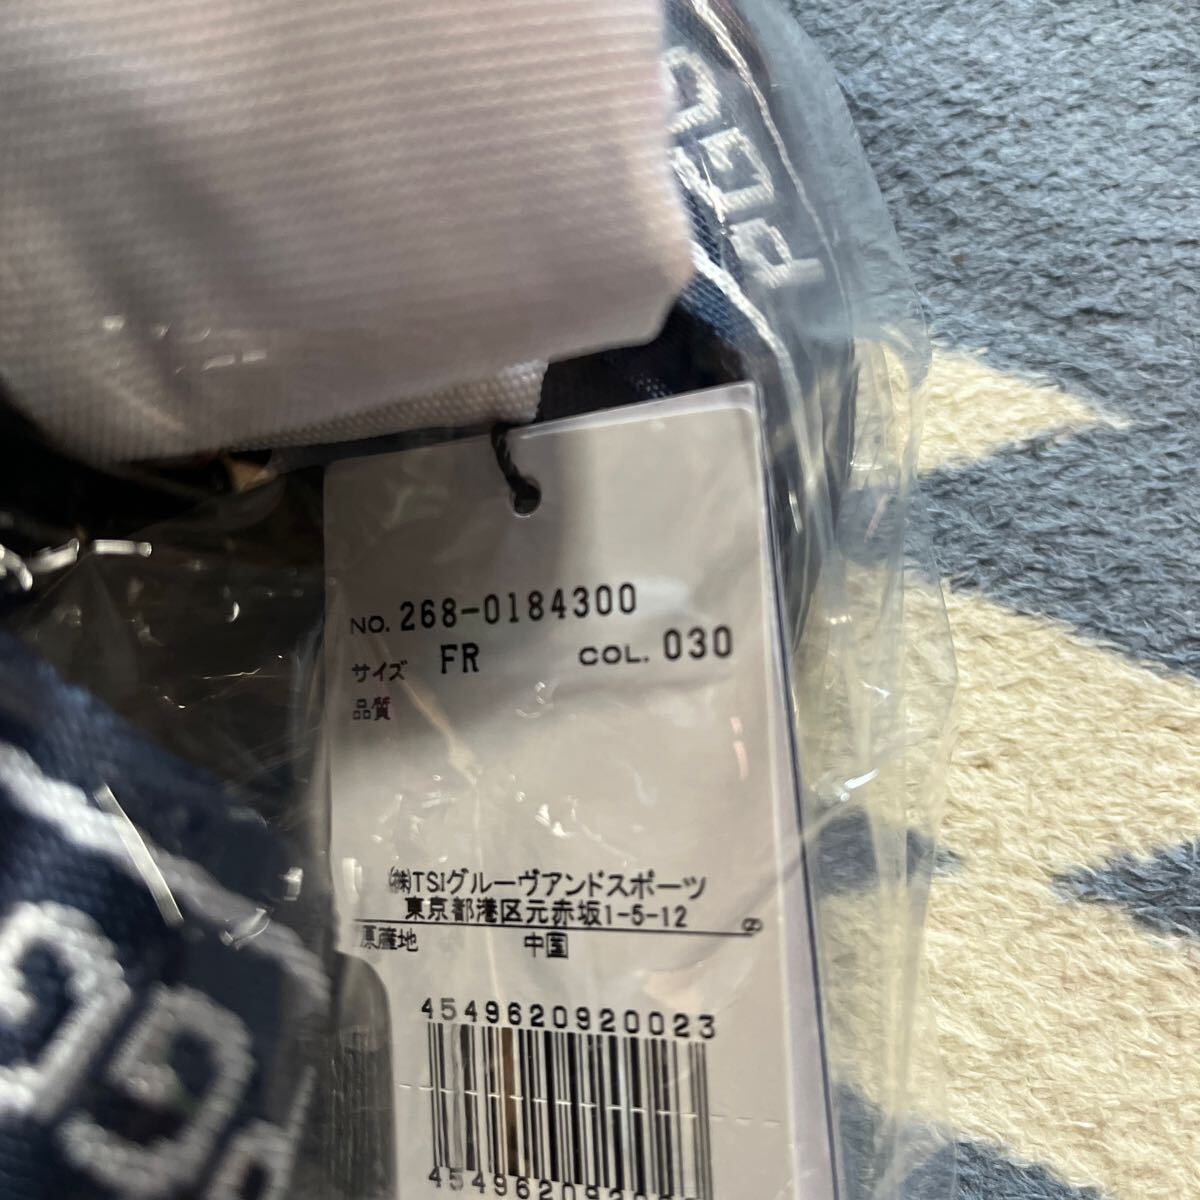 NO. 268-0184300
サイズ FR COL. 030
品質
㈱TSIグルーヴアンドスポーツ
東京都港区元赤坂1-5-12
原産地 中国
4549620920023